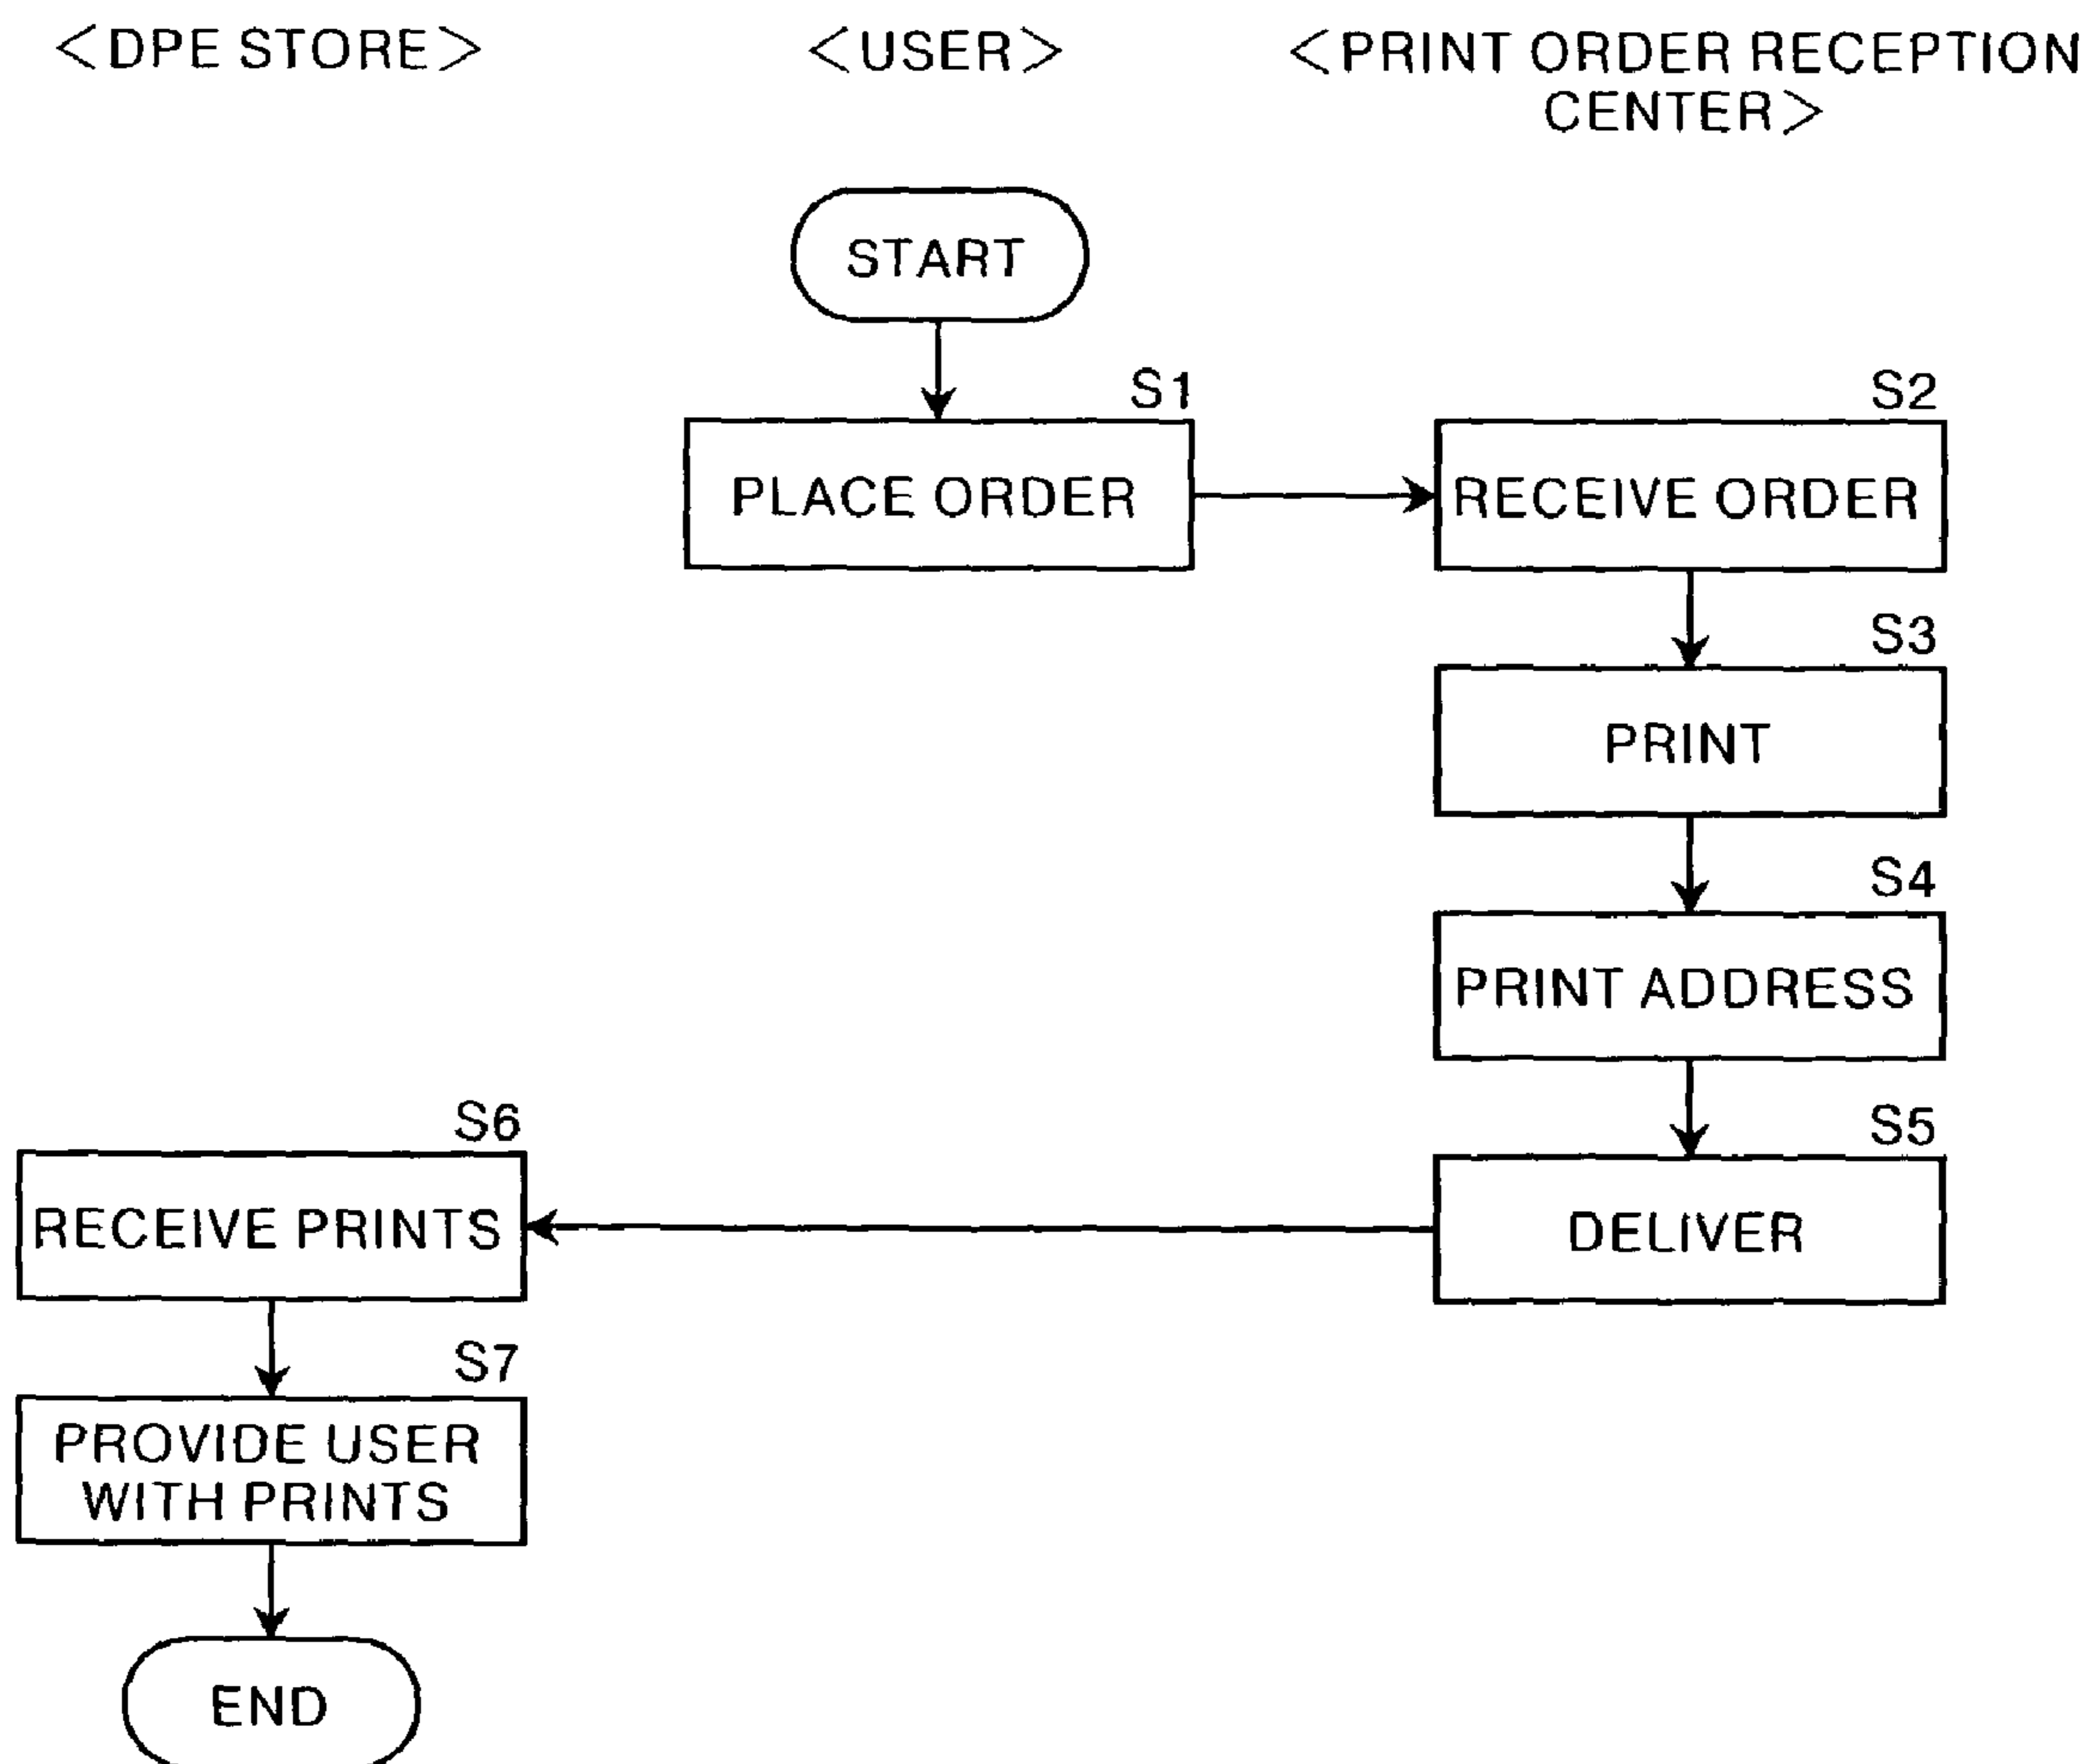 <DPE STORE>
<USER>
<PRINT ORDER RECEPTION
CENTER>
START
S1
PLACE ORDER
S2
RECEIVE ORDER
S3
PRINT
S4
PRINT ADDRESS
S5
DELIVER
S6
RECEIVE PRINTS
S7
PROVIDE USER
WITH PRINTS
END